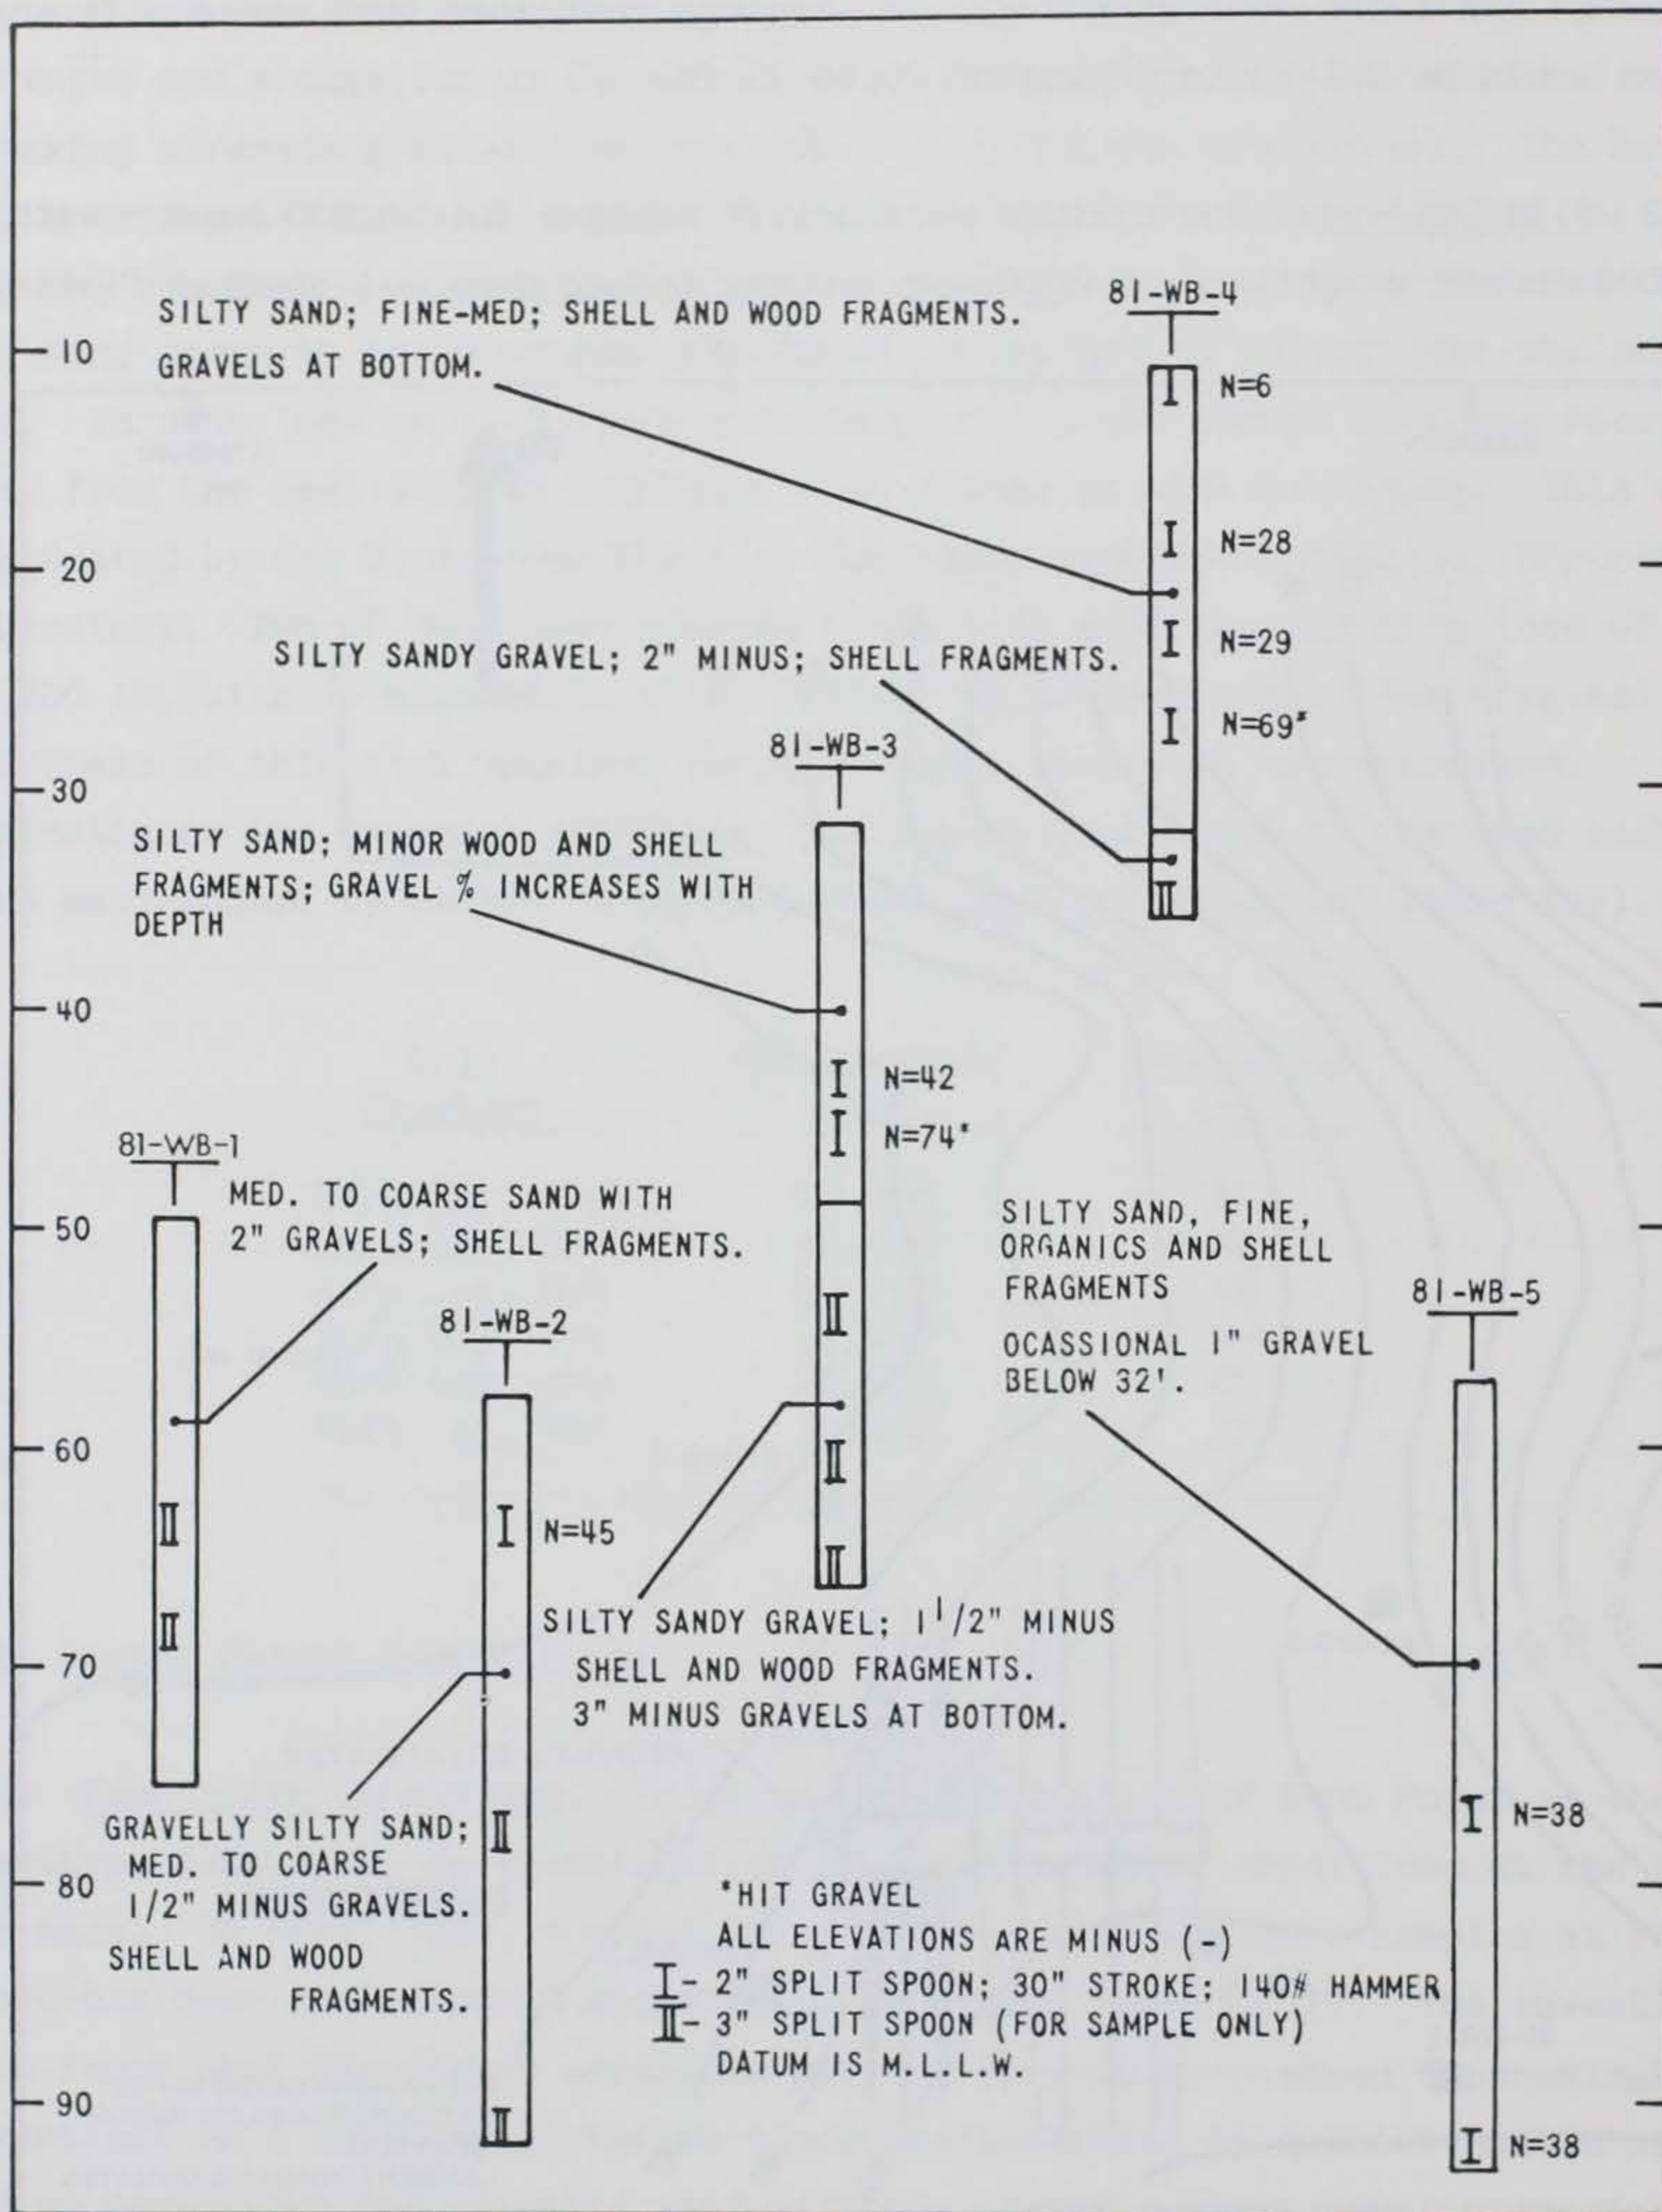 10
20
30
40
50
60
70
80
90
SILTY SAND; FINE-MED; SHELL AND WOOD FRAGMENTS.
GRAVELS AT BOTTOM.
81-WB-4
N=6
N=28
N=29
N=69*
SILTY SANDY GRAVEL; 2" MINUS; SHELL FRAGMENTS.
81-WB-3
SILTY SAND; MINOR WOOD AND SHELL
FRAGMENTS; GRAVEL % INCREASES WITH
DEPTH
N=42
N=74*
81-WB-1
MED. TO COARSE SAND WITH
2" GRAVELS; SHELL FRAGMENTS.
81-WB-2
N=45
SILTY SANDY GRAVEL; 1 1/2" MINUS
SHELL AND WOOD FRAGMENTS.
3" MINUS GRAVELS AT BOTTOM.
SILTY SAND, FINE,
ORGANICS AND SHELL
FRAGMENTS
OCASSIONAL 1" GRAVEL
BELOW 32'.
81-WB-5
N=38
N=38
GRAVELLY SILTY SAND;
MED. TO COARSE
1/2" MINUS GRAVELS.
SHELL AND WOOD
FRAGMENTS.
*HIT GRAVEL
ALL ELEVATIONS ARE MINUS (-)
I- 2" SPLIT SPOON; 30" STROKE; 140# HAMMER
II- 3" SPLIT SPOON (FOR SAMPLE ONLY)
DATUM IS M.L.L.W.